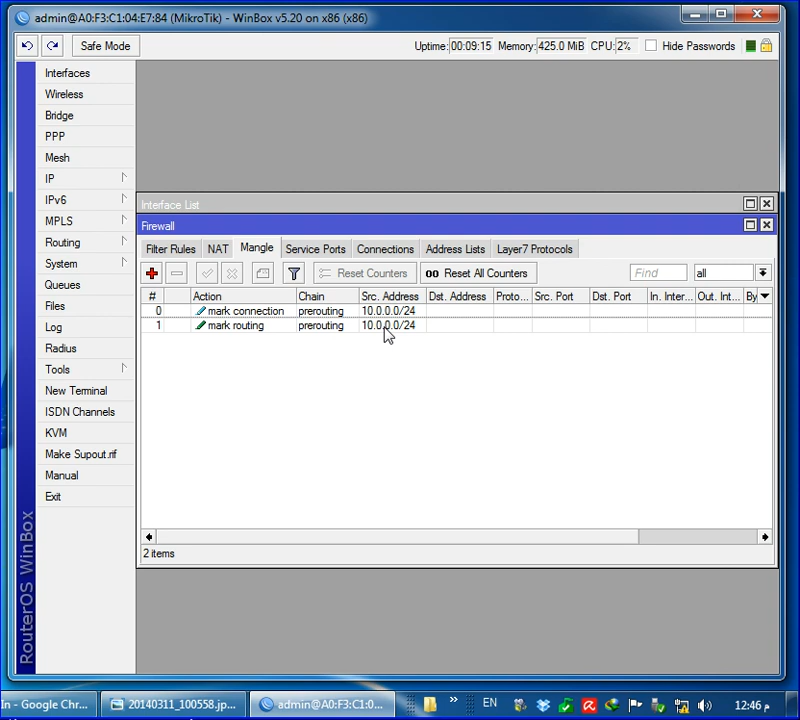 admin@A0:F3:C1:04:E7:84 (MikroTik) - WinBox v5.20 on x86 (x86)
Safe Mode
Uptime: 00:09:15 Memory: 425.0 MiB CPU: 2% Hide Passwords
Interfaces
Wireless
Bridge
PPP
Mesh
IP
IPv6
MPLS
Routing
System
Queues
Files
Log
Radius
Tools
New Terminal
ISDN Channels
KVM
Make Supout.rif
Manual
Exit
RouterOS WinBox
Interface List
Firewall
Filter Rules NAT Mangle Service Ports Connections Address Lists Layer7 Protocols
Reset Counters 00 Reset All Counters Find all
# Action Chain Src. Address Dst. Address Proto... Src. Port Dst. Port In. Inter... Out. Int... By
0 mark connection prerouting 10.0.0.0/24
1 mark routing prerouting 10.0.0.0/24
2 items
In - Google Chr... 20140311_100558.jp... admin@A0:F3:C1:0... EN 12:46 م